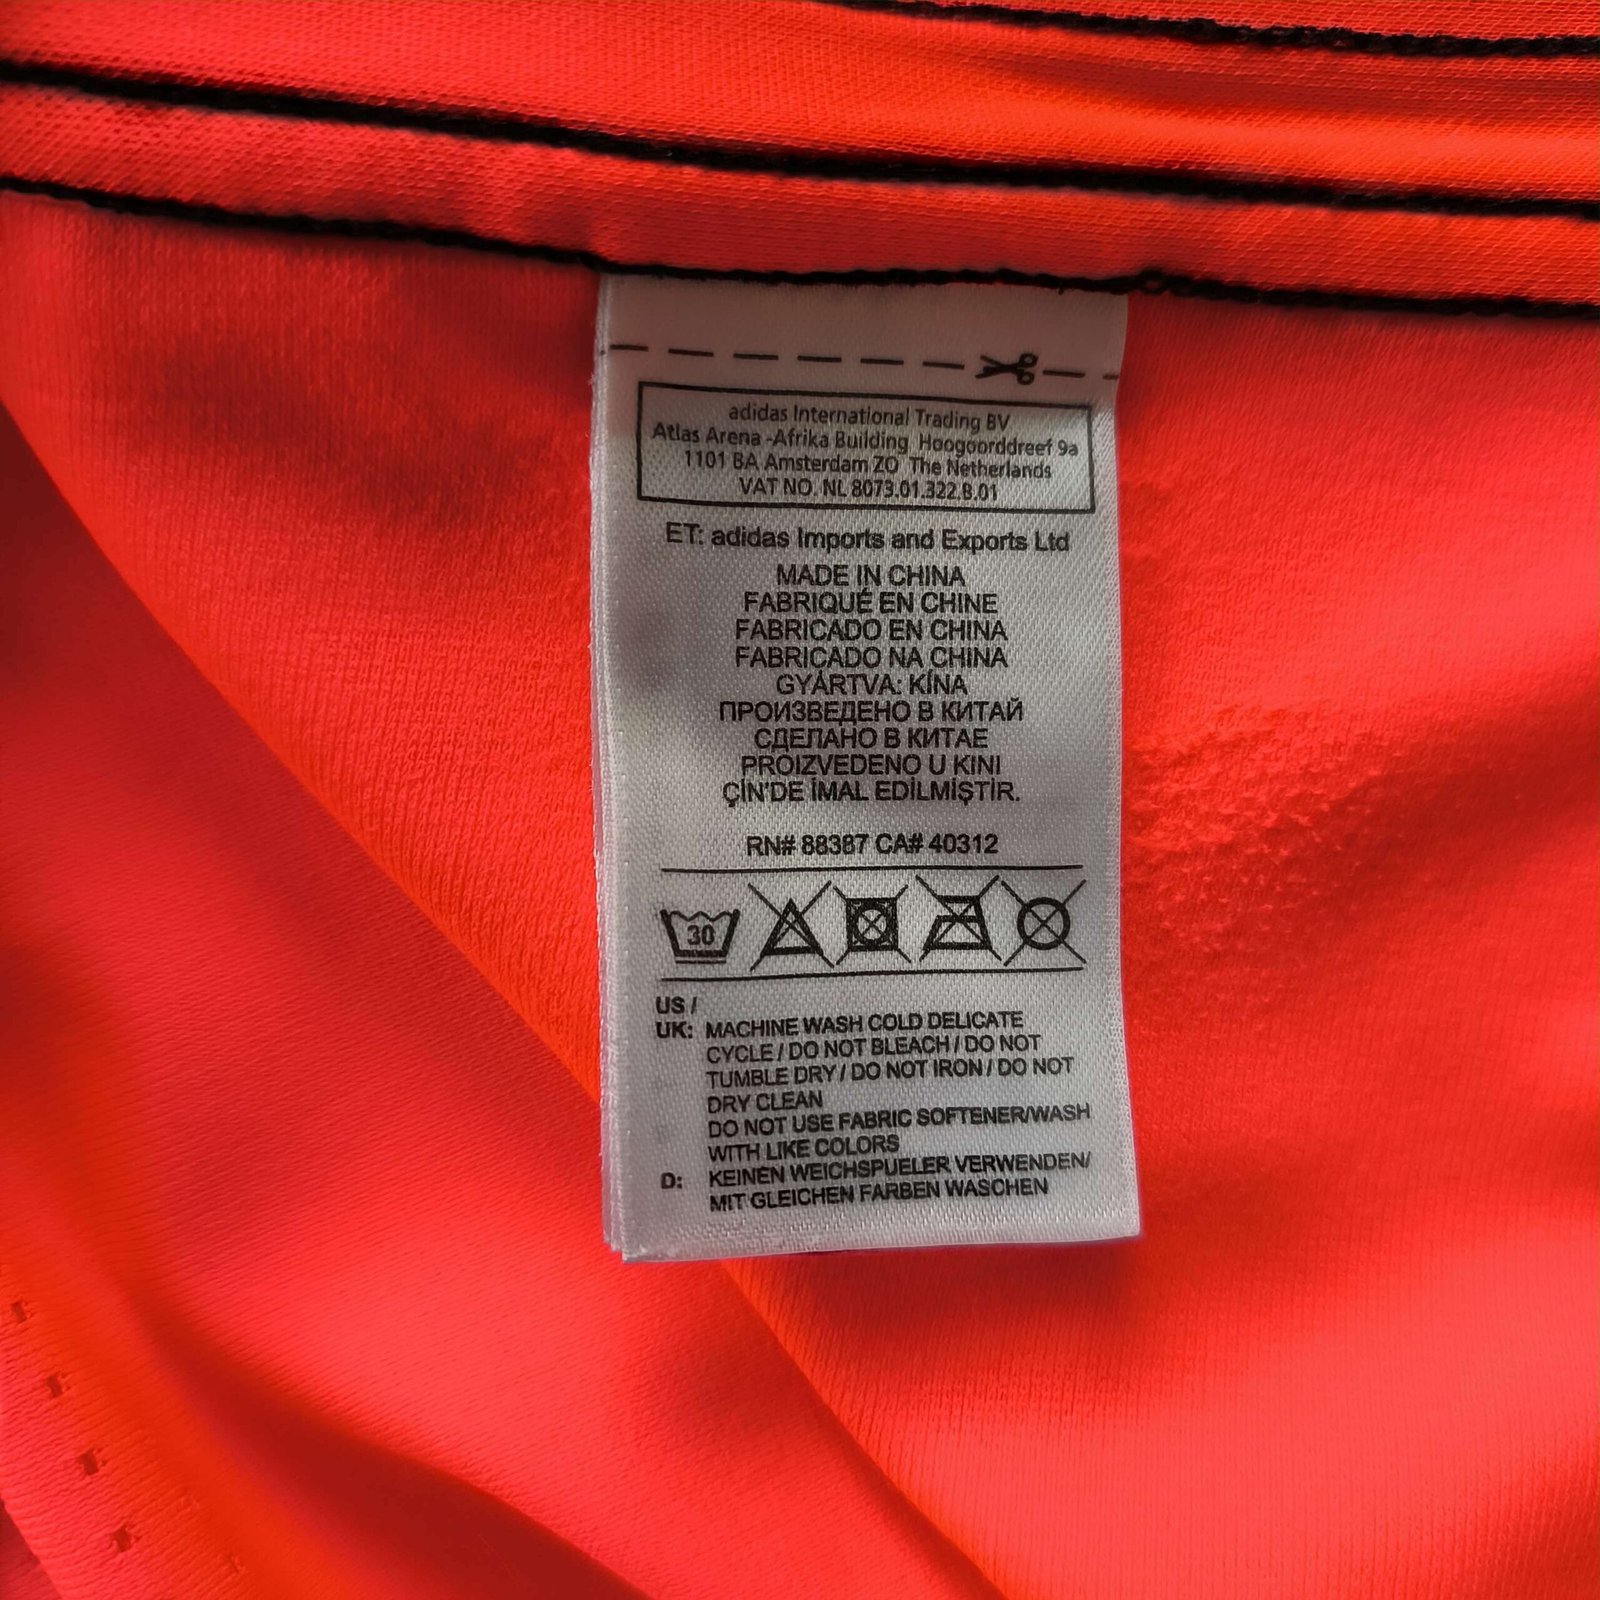 adidas International Trading BV
Atlas Arena -Afrika Building Hoogoorddreef 9a
1101 BA Amsterdam ZO The Netherlands
VAT NO. NL 8073.01.322.B.01
ET: adidas Imports and Exports Ltd
MADE IN CHINA
FABRIQUÉ EN CHINE
FABRICADO EN CHINA
FABRICADO NA CHINA
GYÁRTVA: KÍNA
ПРОИЗВЕДЕНО В КИТАЙ
СДЕЛАНО В КИТАЕ
PROIZVEDENO U KINI
ÇİN'DE İMAL EDİLMİŞTİR.
RN# 88387 CA# 40312
30
US /
UK: MACHINE WASH COLD DELICATE
CYCLE / DO NOT BLEACH / DO NOT
TUMBLE DRY / DO NOT IRON / DO NOT
DRY CLEAN
DO NOT USE FABRIC SOFTENER/WASH
WITH LIKE COLORS
D: KEINEN WEICHSPUELER VERWENDEN/
MIT GLEICHEN FARBEN WASCHEN